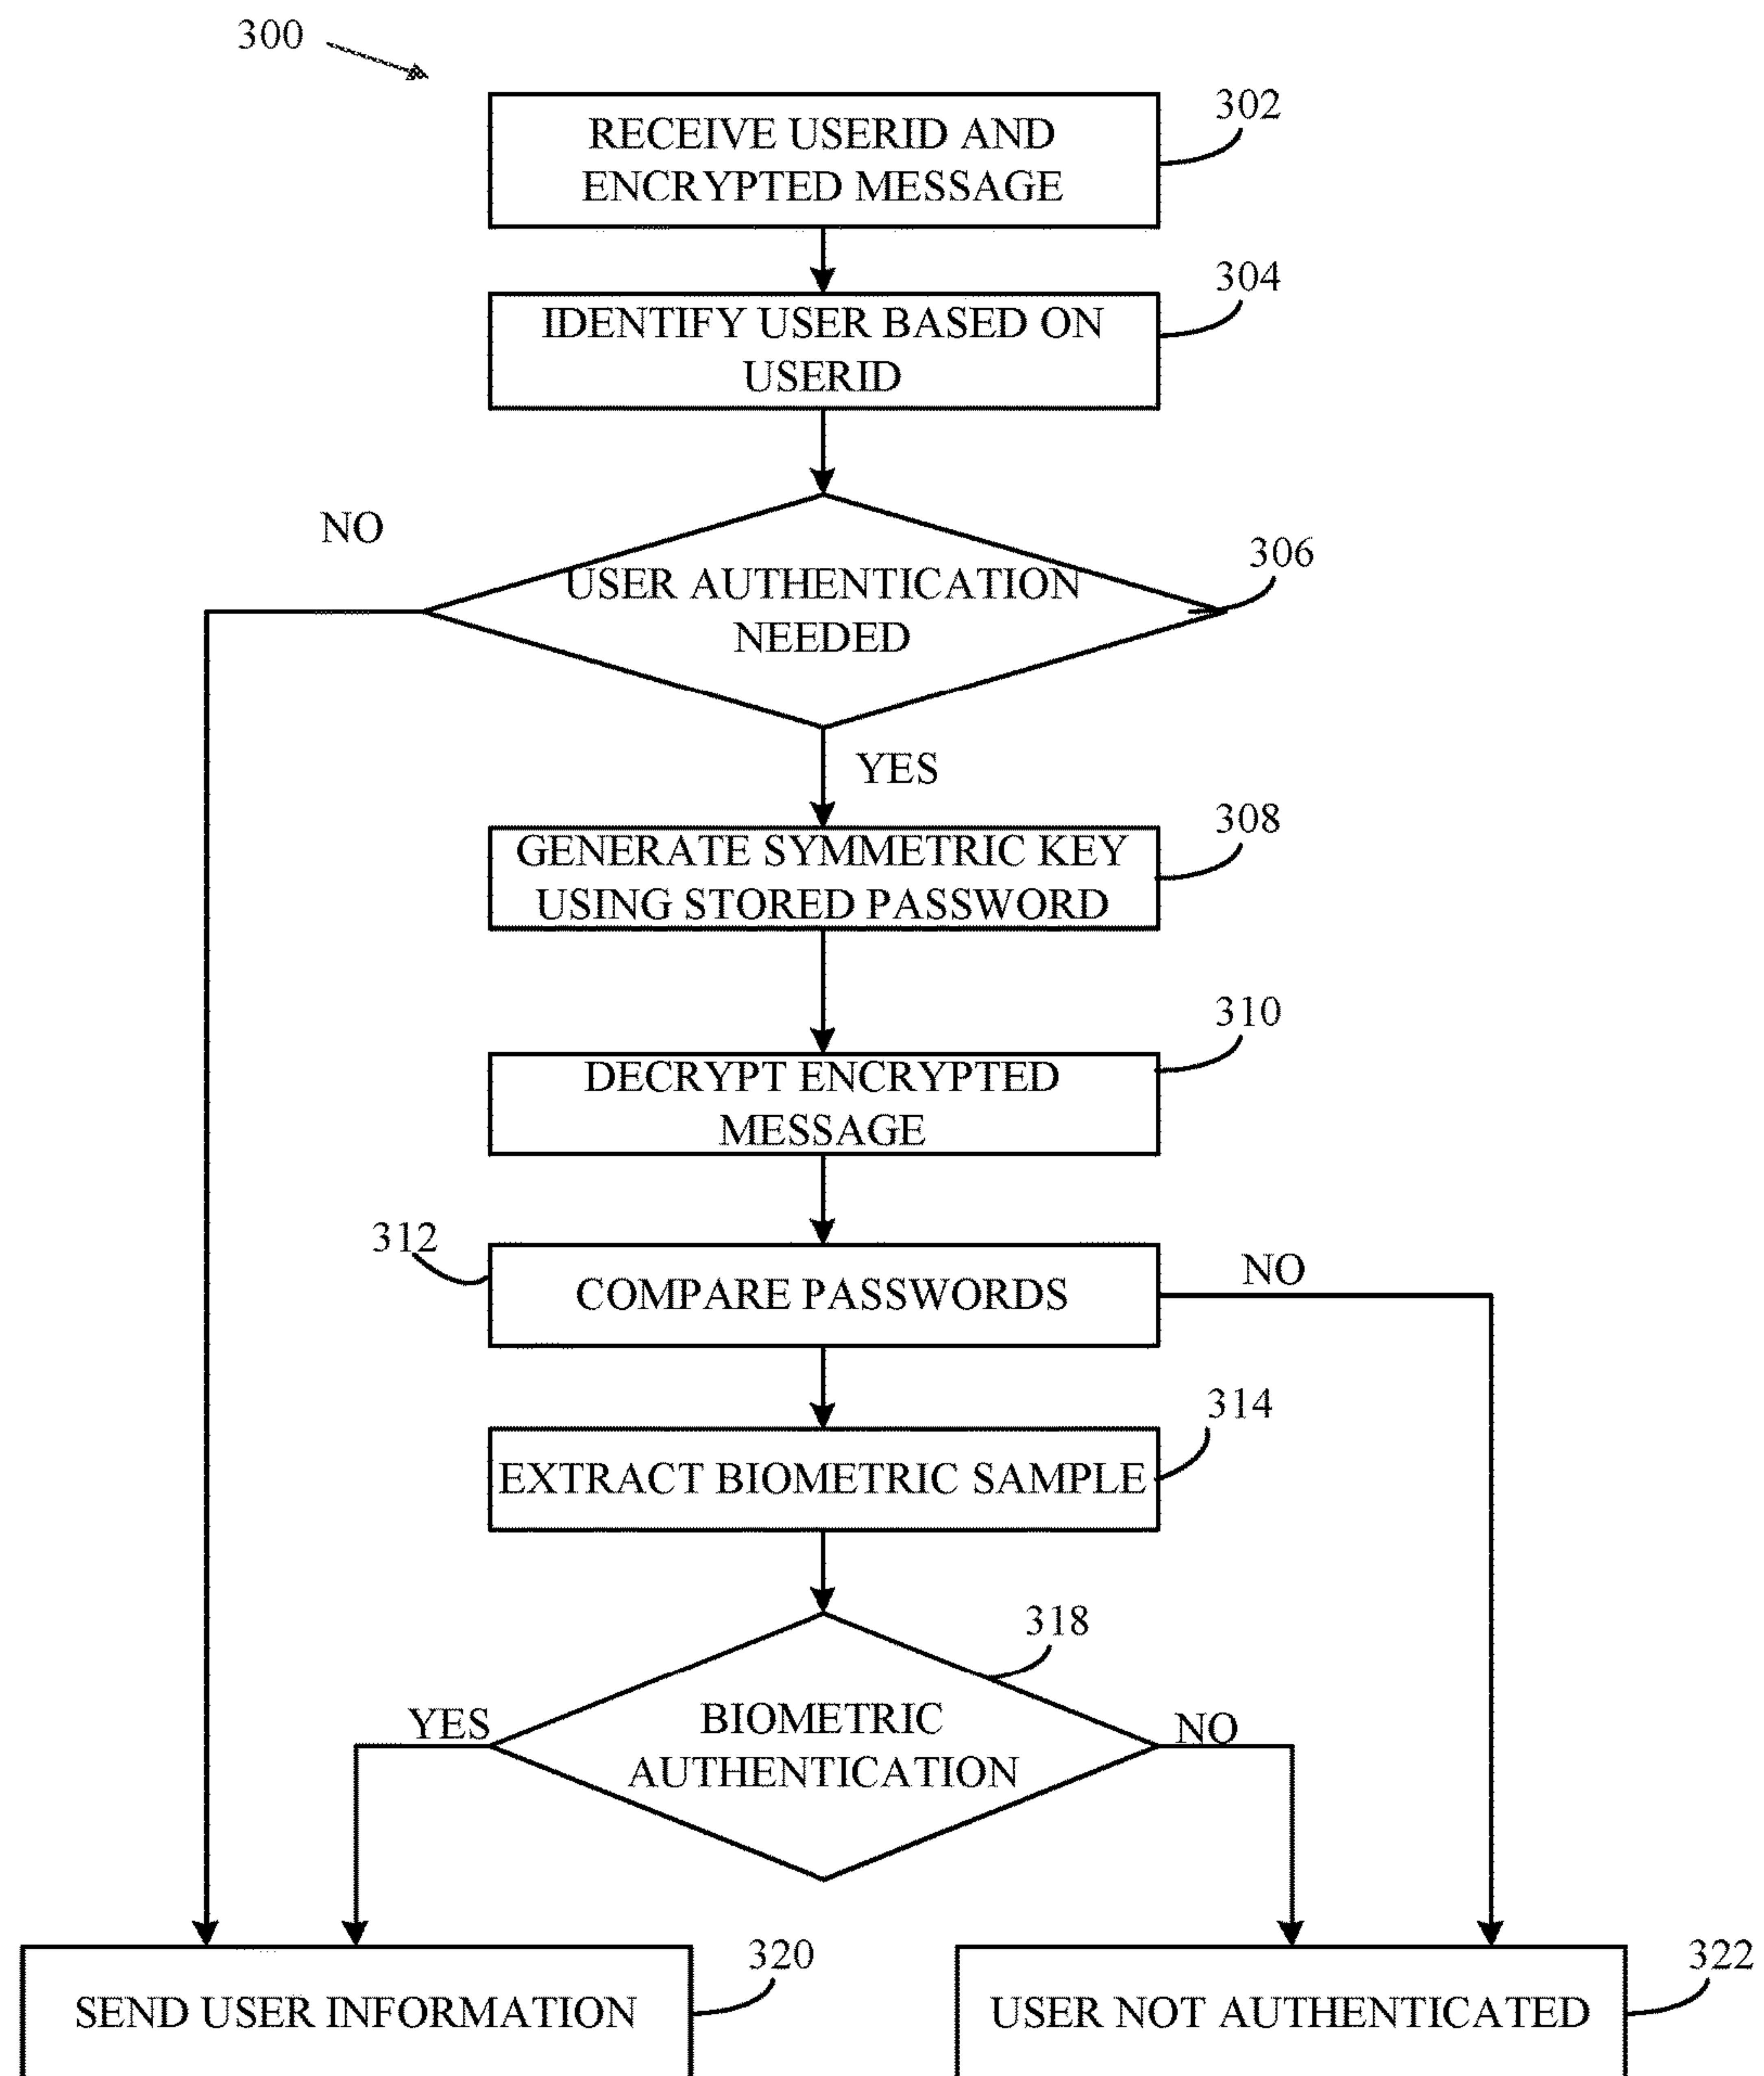 300
302
RECEIVE USERID AND
ENCRYPTED MESSAGE
304
IDENTIFY USER BASED ON
USERID
NO
306
USER AUTHENTICATION
NEEDED
YES
308
GENERATE SYMMETRIC KEY
USING STORED PASSWORD
310
DECRYPT ENCRYPTED
MESSAGE
312
NO
COMPARE PASSWORDS
314
EXTRACT BIOMETRIC SAMPLE
318
YES
BIOMETRIC
NO
AUTHENTICATION
320
SEND USER INFORMATION
322
USER NOT AUTHENTICATED